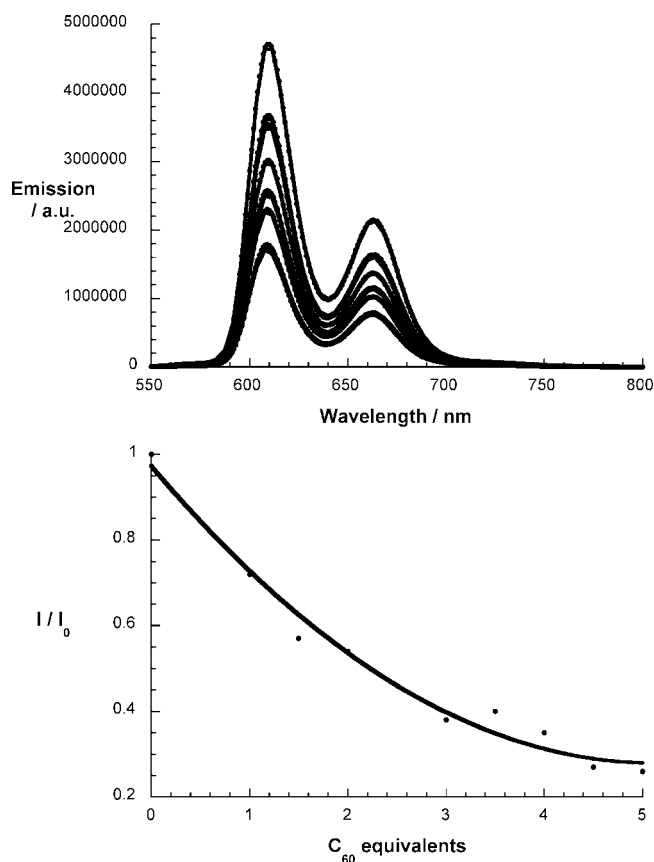 5000000
4000000
3000000
Emission
/ a.u.
2000000
1000000
0
550 600 650 700 750 800
Wavelength / nm
1
0.8
I / I0
0.6
0.4
0.2
0 1 2 3 4 5
C60 equivalents